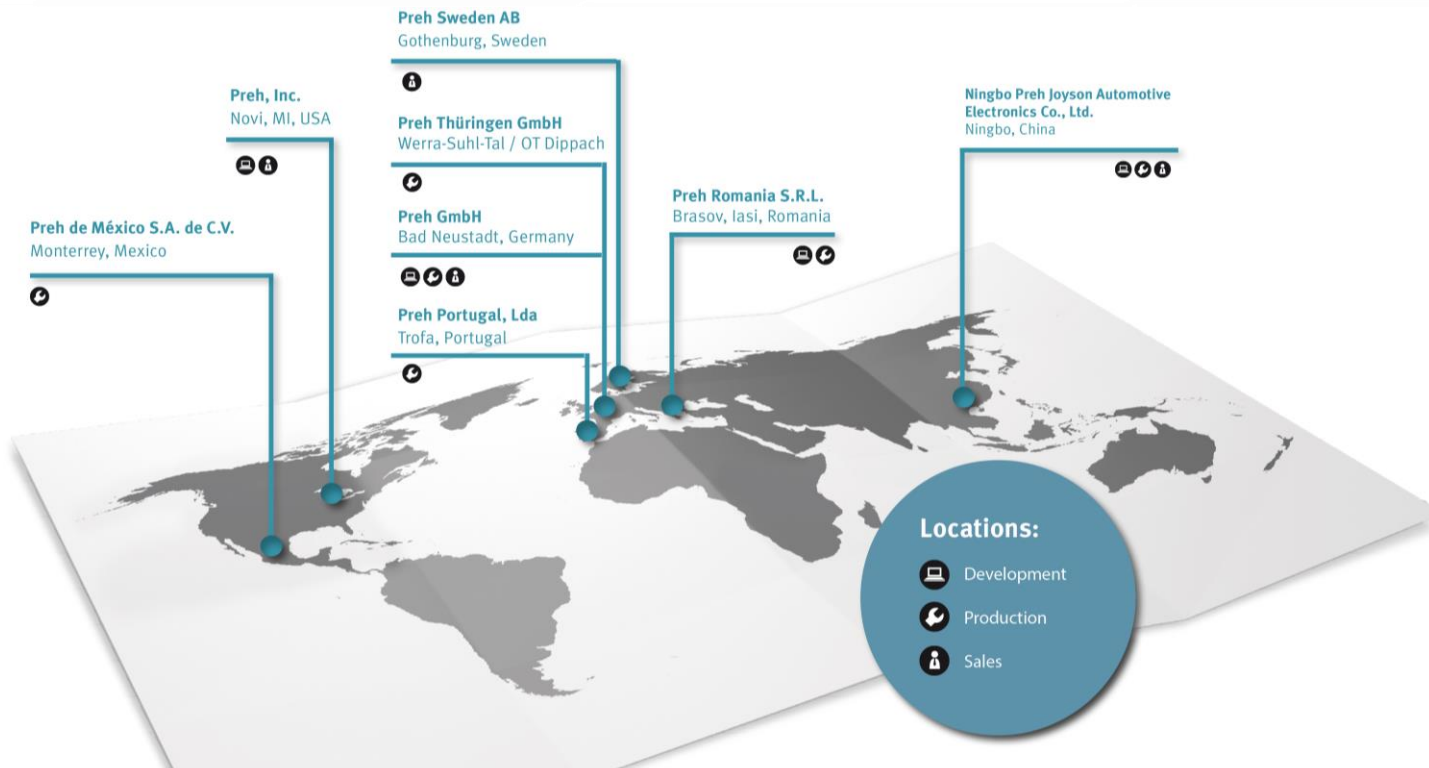 Preh Sweden AB
Gothenburg, Sweden
Preh, Inc.
Novi, MI, USA
Preh Thüringen GmbH
Werra-Suhl-Tal / OT Dippach
Ningbo Preh Joyson Automotive
Electronics Co., Ltd.
Ningbo, China
Preh GmbH
Bad Neustadt, Germany
Preh Romania S.R.L.
Brasov, Iasi, Romania
Preh de México S.A. de C.V.
Monterrey, Mexico
Preh Portugal, Lda
Trofa, Portugal
Locations:
Development
Production
Sales